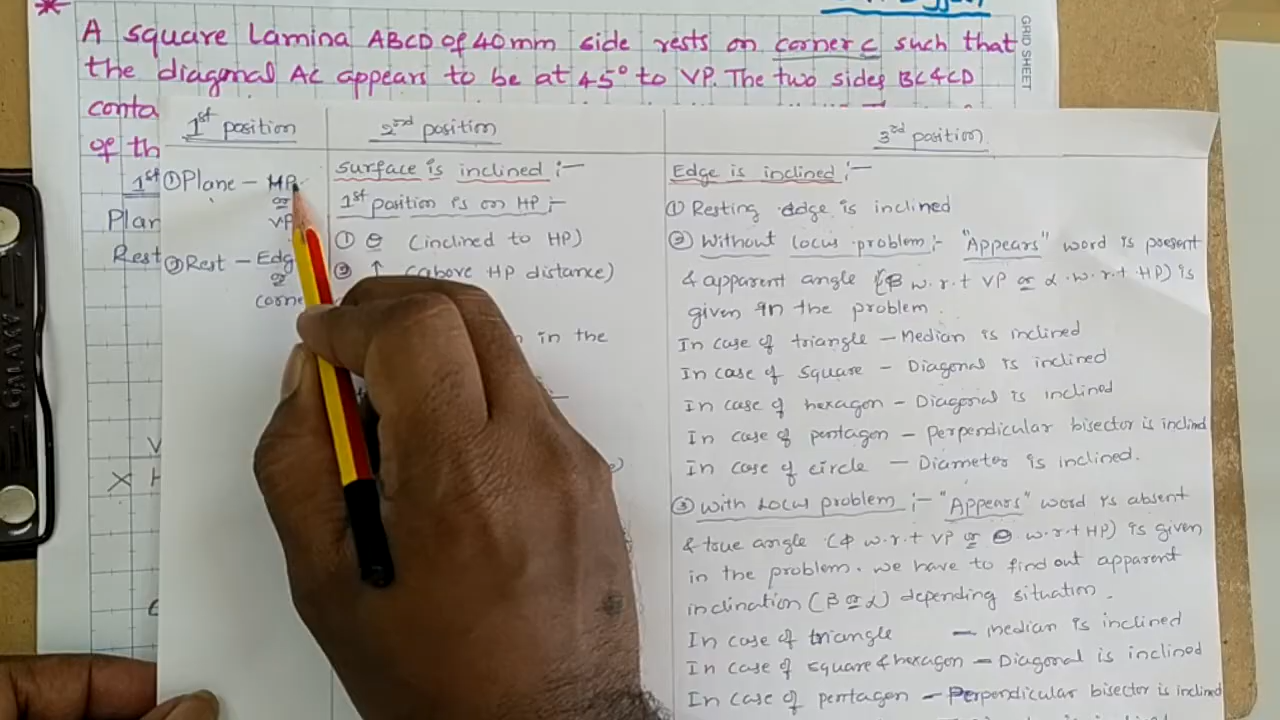 A square Lamina ABCD of 40mm side rests on corner C such that
the diagonal AC appears to be at 45° to VP. The two sides BC & CD
conta
of th
1st
Plan
Rest
X
GRID SHEET
GALAXY
1st position
① Plane - HP
or
VP
② Rest - Edg
or
corne
2nd position
surface is inclined :-
1st position is on HP :-
① θ (inclined to HP)
② ↑ (above HP distance)
in the
3rd position
Edge is inclined :-
① Resting edge is inclined
② Without locus problem :- "Appears" word is present
& apparent angle (β w.r.t VP or α w.r.t HP) is
given in the problem.
In case of triangle - Median is inclined
In case of square - Diagonal is inclined
In case of hexagon - Diagonal is inclined
In case of pentagon - Perpendicular bisector is inclined
In case of circle - Diameter is inclined.
③ with Locus problem :- "Appears" word is absent
& true angle (ϕ w.r.t VP or θ w.r.t HP) is given
in the problem. we have to find out apparent
inclination (β or α) depending situation.
In case of triangle - median is inclined
In case of square & hexagon - Diagonal is inclined
In case of pentagon - Perpendicular bisector is inclined